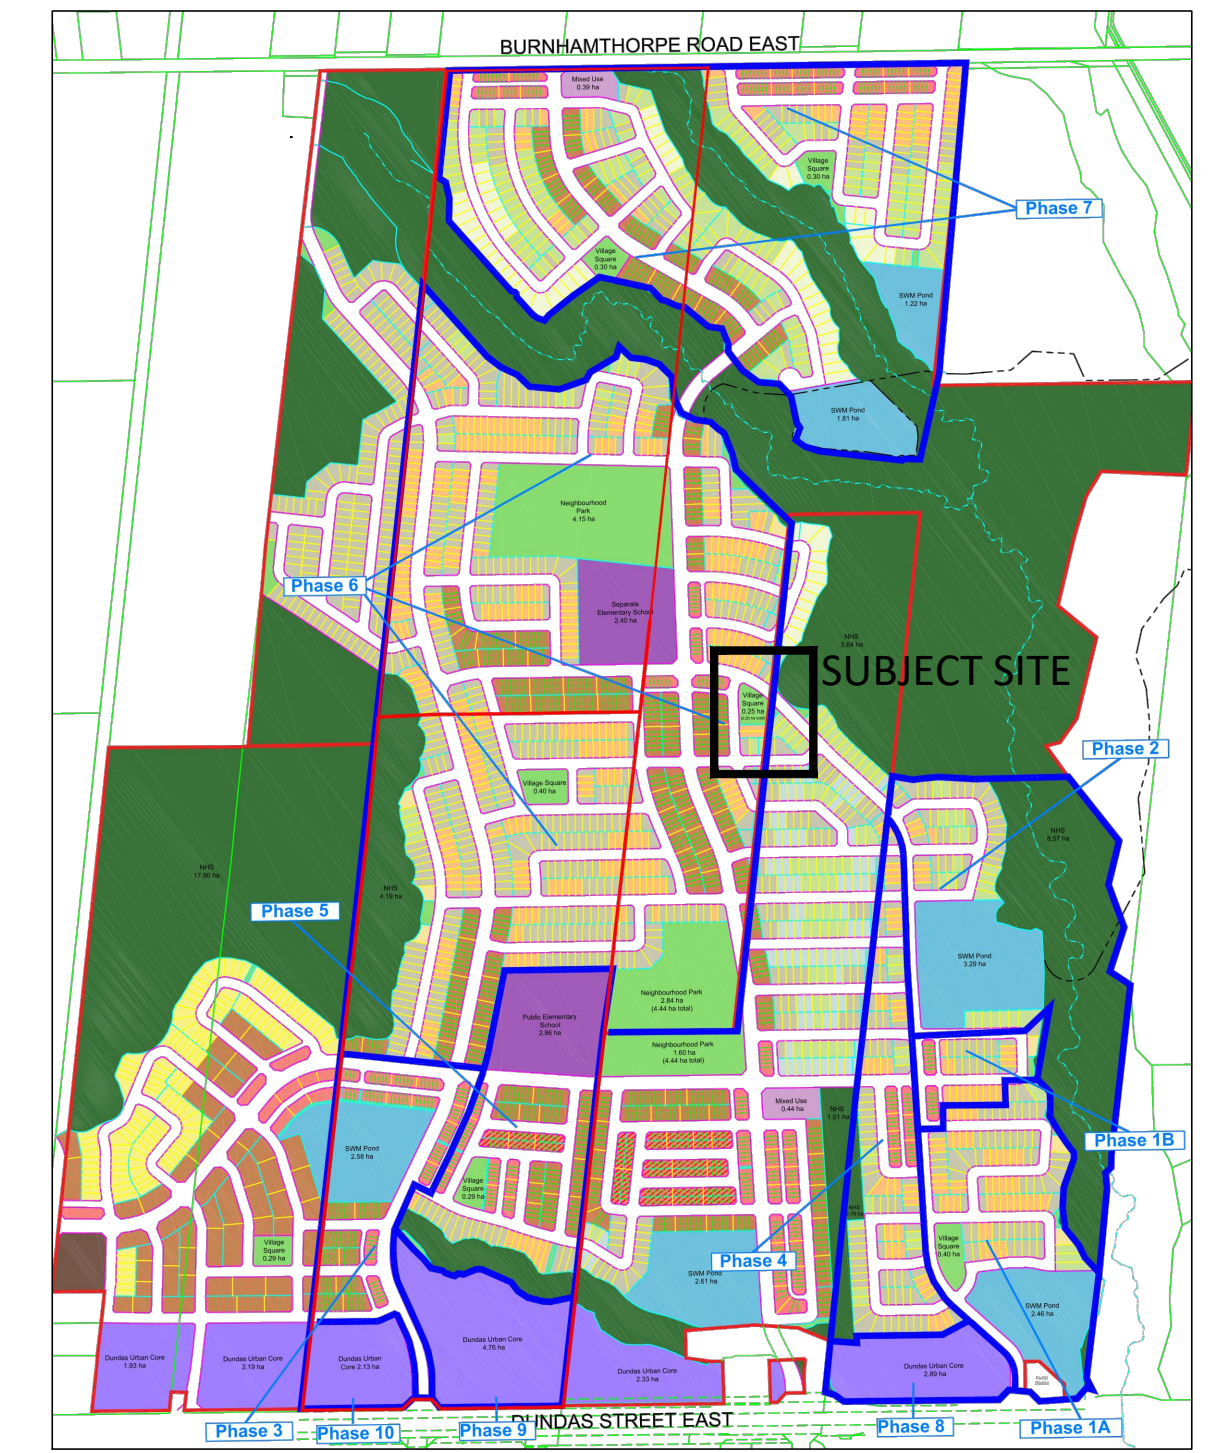 BURNHAMTHORPE ROAD EAST
Mixed Use
0.39 ha
Village
Square
0.30 ha
Phase 7
Village
Square
0.30 ha
SWM Pond
1.22 ha
SWM Pond
1.81 ha
Neighbourhood
Park
4.15 ha
Phase 6
Separate
Elementary School
2.40 ha
NHS
5.64 ha
SUBJECT SITE
Village
Square
0.25 ha
(0.29 ha total)
Phase 2
Village Square
0.40 ha
NHS
8.57 ha
NHS
17.90 ha
NHS
4.19 ha
Phase 5
SWM Pond
3.29 ha
Neighbourhood Park
2.84 ha
(4.44 ha total)
Public Elementary
School
2.86 ha
Neighbourhood Park
1.60 ha
(4.44 ha total)
Mixed Use
0.44 ha
NHS
1.01 ha
Phase 1B
SWM Pond
2.58 ha
Village
Square
0.29 ha
NHS
Village
Square
0.29 ha
Village
Square
0.40 ha
Phase 4
SWM Pond
2.61 ha
SWM Pond
2.46 ha
Dundas Urban Core
1.93 ha
Dundas Urban Core
2.19 ha
Dundas Urban
Core 2.13 ha
Dundas Urban Core
4.76 ha
Dundas Urban Core
2.33 ha
Dundas Urban Core
2.89 ha
DUNDAS STREET EAST
Phase 3
Phase 10
Phase 9
Phase 8
Phase 1A